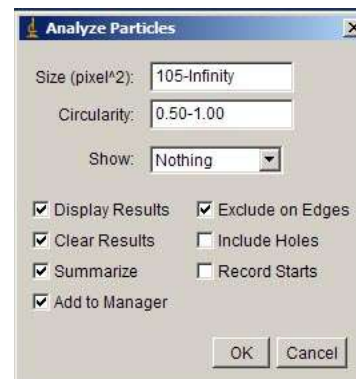 Analyze Particles
Size (pixel^2): 105-Infinity
Circularity: 0.50-1.00
Show: Nothing
Display Results Exclude on Edges
Clear Results Include Holes
Summarize Record Starts
Add to Manager
OK Cancel